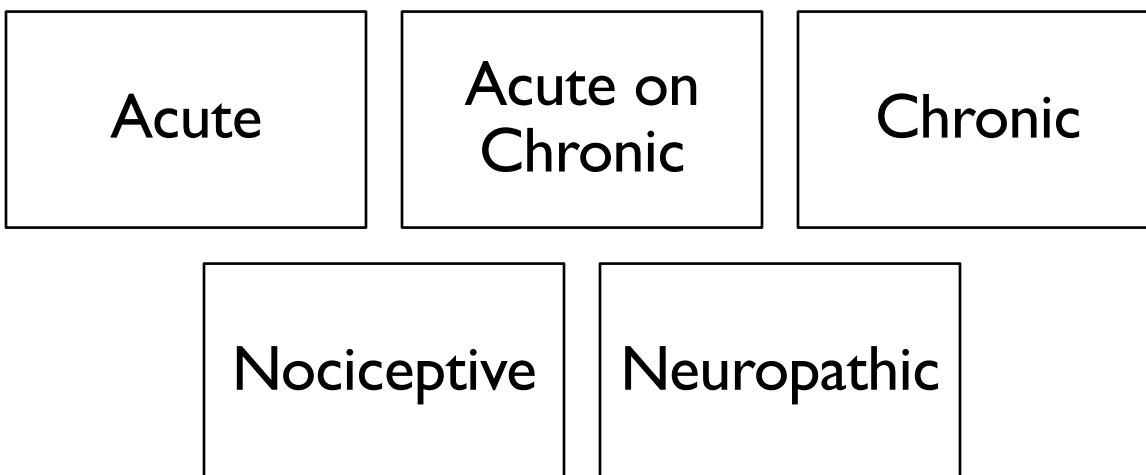 Acute
Acute on
Chronic
Chronic
Nociceptive
Neuropathic